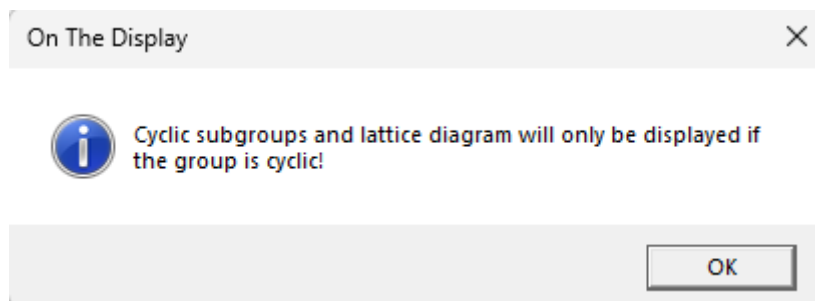 On The Display
Cyclic subgroups and lattice diagram will only be displayed if
the group is cyclic!
OK